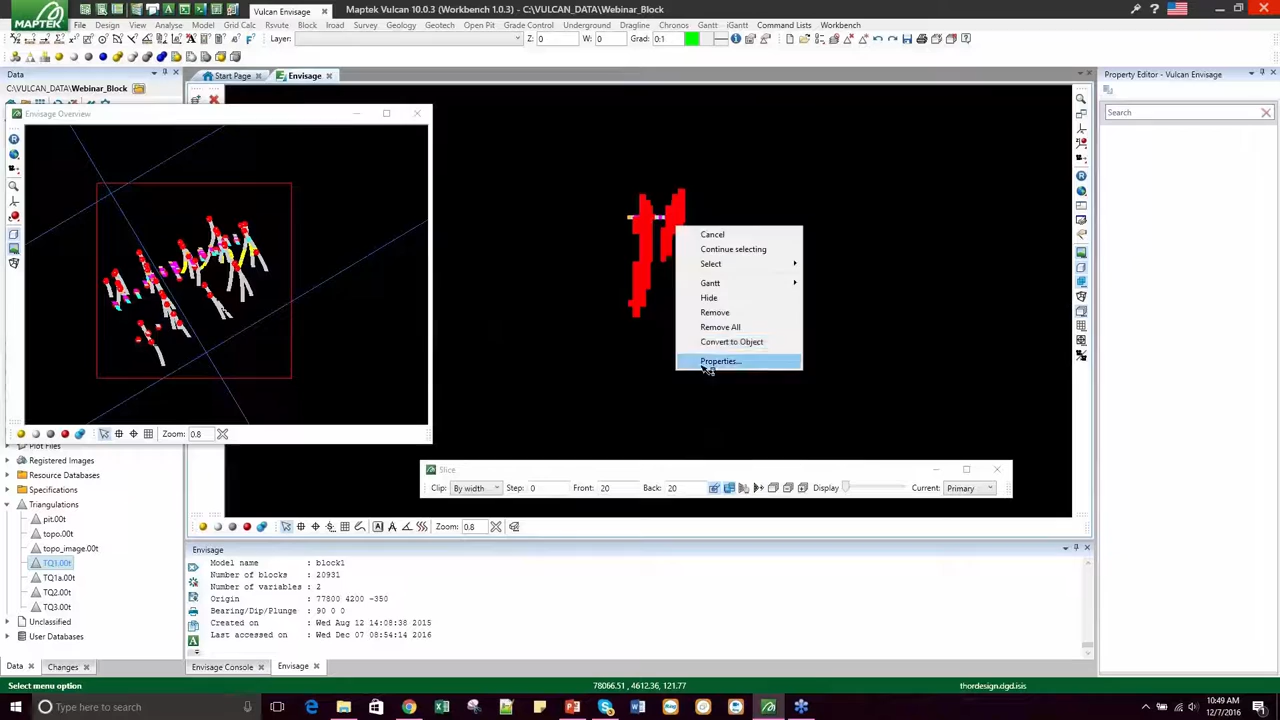 MAPTEK
Maptek Vulcan 10.0.3 (Workbench 1.0.3) - C:\VULCAN_DATA\Webinar_Block
Vulcan Envisage
File Design View Analyse Model Grid Calc Rsvute Block Iroad Survey Geology Geotech Open Pit Grade Control Underground Dragline Chronos Gantt iGantt Command Lists Workbench
Layer: Z: 0 W: 0 Grad: 0:1
Data
Start Page
Envisage
Property Editor - Vulcan Envisage
C:\VULCAN_DATA\Webinar_Block
Search
Envisage Overview
Cancel
Continue selecting
Select
Gantt
Hide
Remove
Remove All
Convert to Object
Properties...
Zoom: 0.8
Plot Files
Registered Images
Resource Databases
Specifications
Triangulations
pit.00t
topo.00t
topo_image.00t
TQ1.00t
TQ1a.00t
TQ2.00t
TQ3.00t
Unclassified
User Databases
Slice
Clip: By width Step: 0 Front: 20 Back: 20 Display Current: Primary
Zoom: 0.8
Envisage
Model name : block1
Number of blocks : 20931
Number of variables : 2
Origin : 77800 4200 -350
Bearing/Dip/Plunge : 90 0 0
Created on : Wed Aug 12 14:08:38 2015
Last accessed on : Wed Dec 07 08:54:14 2016
Data Changes
Envisage Console Envisage
Select menu option
78066.51, 4612.36, 121.77
thordesign.dgd.isis
Type here to search
10:49 AM
12/7/2016